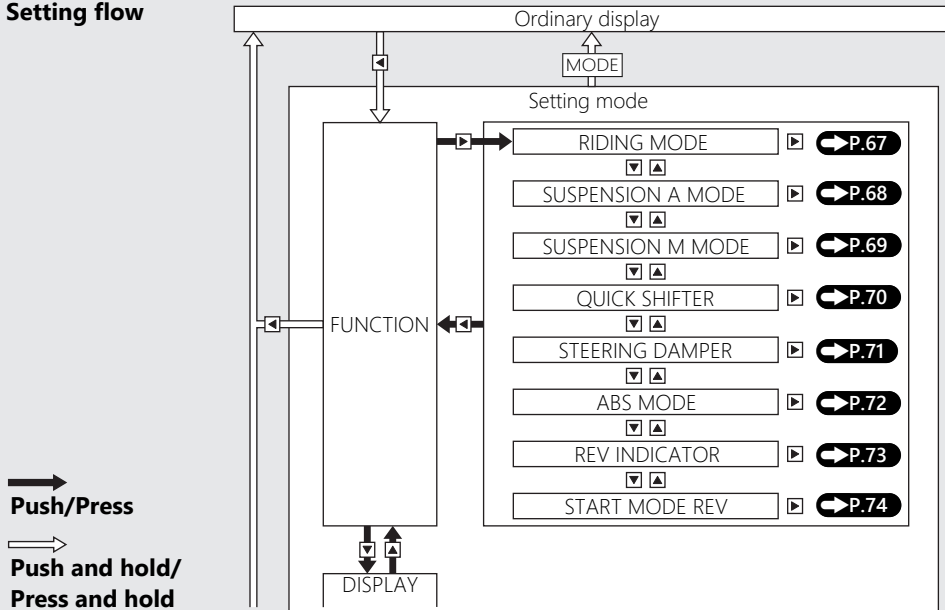 Setting flow
Ordinary display
MODE
Setting mode
RIDING MODE P.67
SUSPENSION A MODE P.68
SUSPENSION M MODE P.69
QUICK SHIFTER P.70
FUNCTION
STEERING DAMPER P.71
ABS MODE P.72
REV INDICATOR P.73
START MODE REV P.74
Push/Press
Push and hold/
Press and hold
DISPLAY